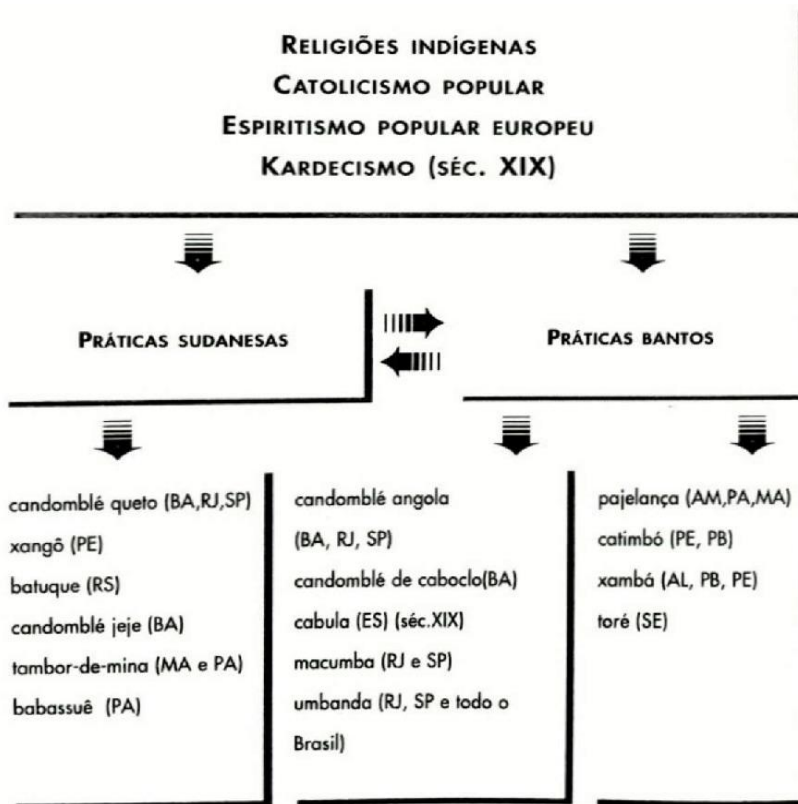 RELIGIÕES INDÍGENAS
CATOLICISMO POPULAR
ESPIRITISMO POPULAR EUROPEU
KARDECISMO (SÉC. XIX)
PRÁTICAS SUDANESAS
PRÁTICAS BANTOS
candomblé queto (BA,RJ,SP)
xangô (PE)
batuque (RS)
candomblé jeje (BA)
tambor-de-mina (MA e PA)
babassuê (PA)
candomblé angola
(BA, RJ, SP)
candomblé de caboclo(BA)
cabula (ES) (séc.XIX)
macumba (RJ e SP)
umbanda (RJ, SP e todo o
Brasil)
pajelança (AM,PA,MA)
catimbó (PE, PB)
xambá (AL, PB, PE)
toré (SE)